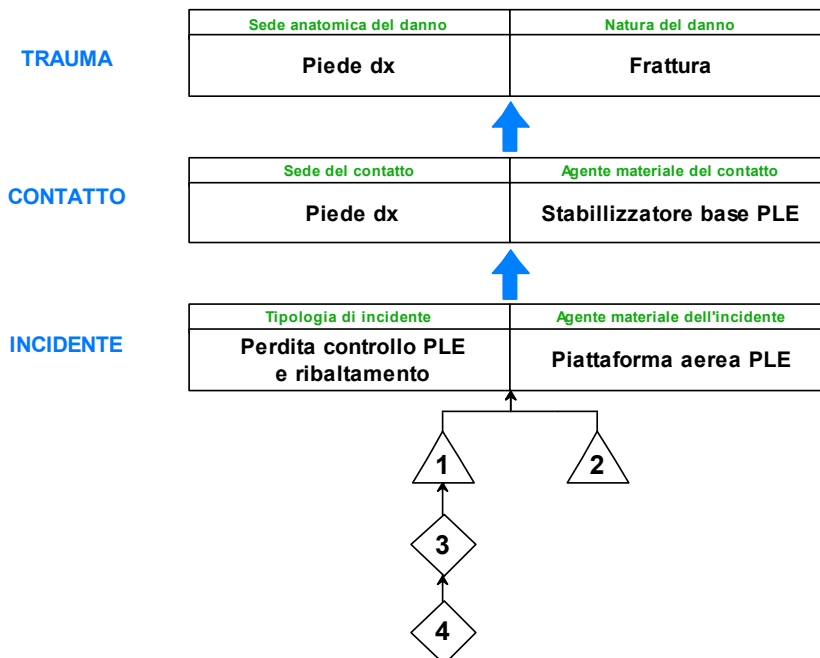 Sede anatomica del danno
Natura del danno
TRAUMA
Piede dx
Frattura
Sede del contatto
Agente materiale del contatto
CONTATTO
Piede dx
Stabillizzatore base PLE
Tipologia di incidente
Agente materiale dell'incidente
INCIDENTE
Perdita controllo PLE
e ribaltamento
Piattaforma aerea PLE
1
2
3
4